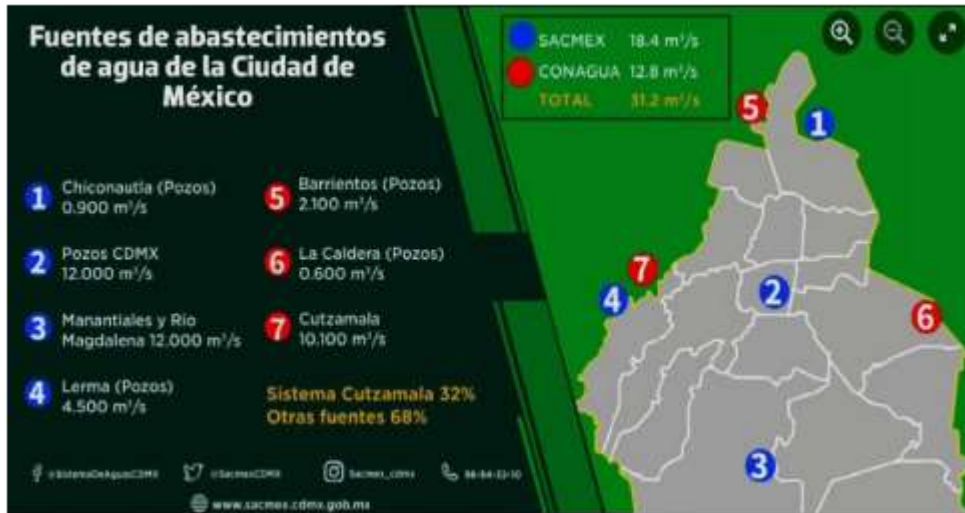 Fuentes de abastecimientos
de agua de la Ciudad de
México
SACMEX 18.4 m³/s
CONAGUA 12.8 m³/s
TOTAL 31.2 m³/s
1 Chiconautla (Pozos)
0.900 m³/s
2 Pozos CDMX
12.000 m³/s
3 Manantiales y Río
Magdalena 12.000 m³/s
4 Lerma (Pozos)
4.500 m³/s
5 Barrientos (Pozos)
2.100 m³/s
6 La Caldera (Pozos)
0.600 m³/s
7 Cutzamala
10.100 m³/s
Sistema Cutzamala 32%
Otras fuentes 68%
@SistemaDeAguasCDMX @SacmexCDMX Sacmex_cdmx
www.sacmex.cdmx.gob.mx
5
1
7
4
2
6
3